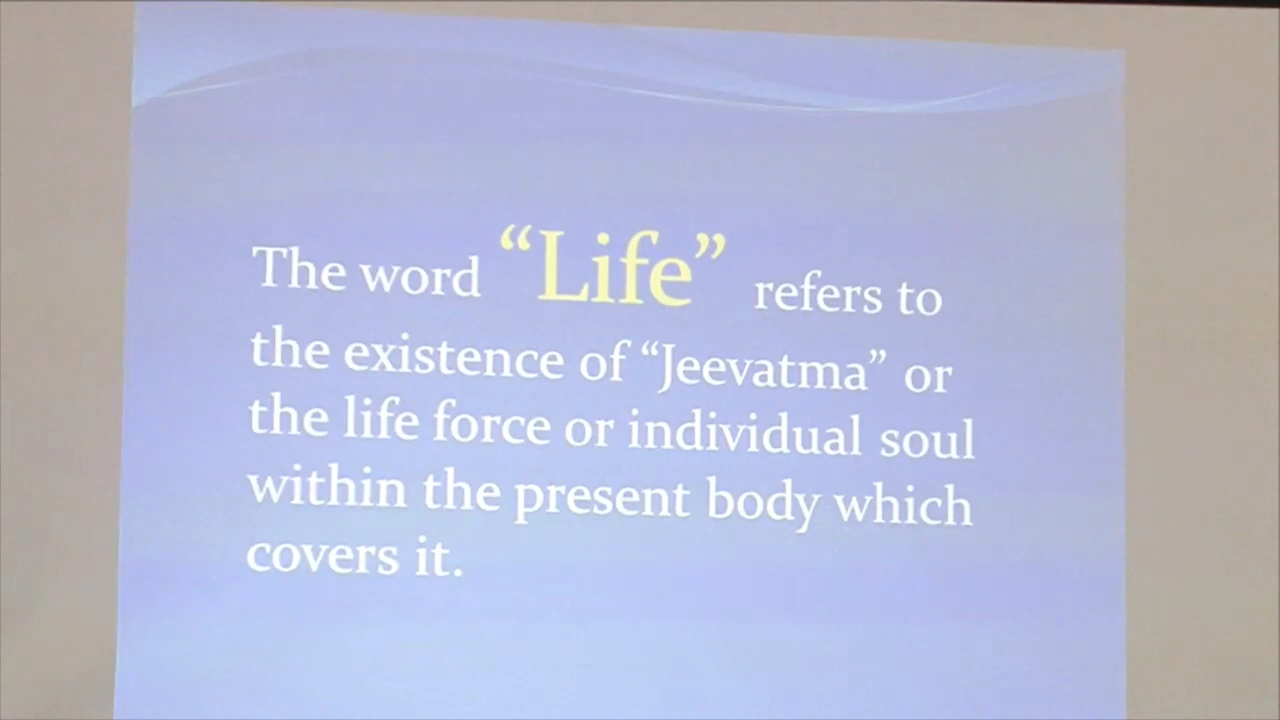 The word “Life” refers to
the existence of “Jeevatma” or
the life force or individual soul
within the present body which
covers it.